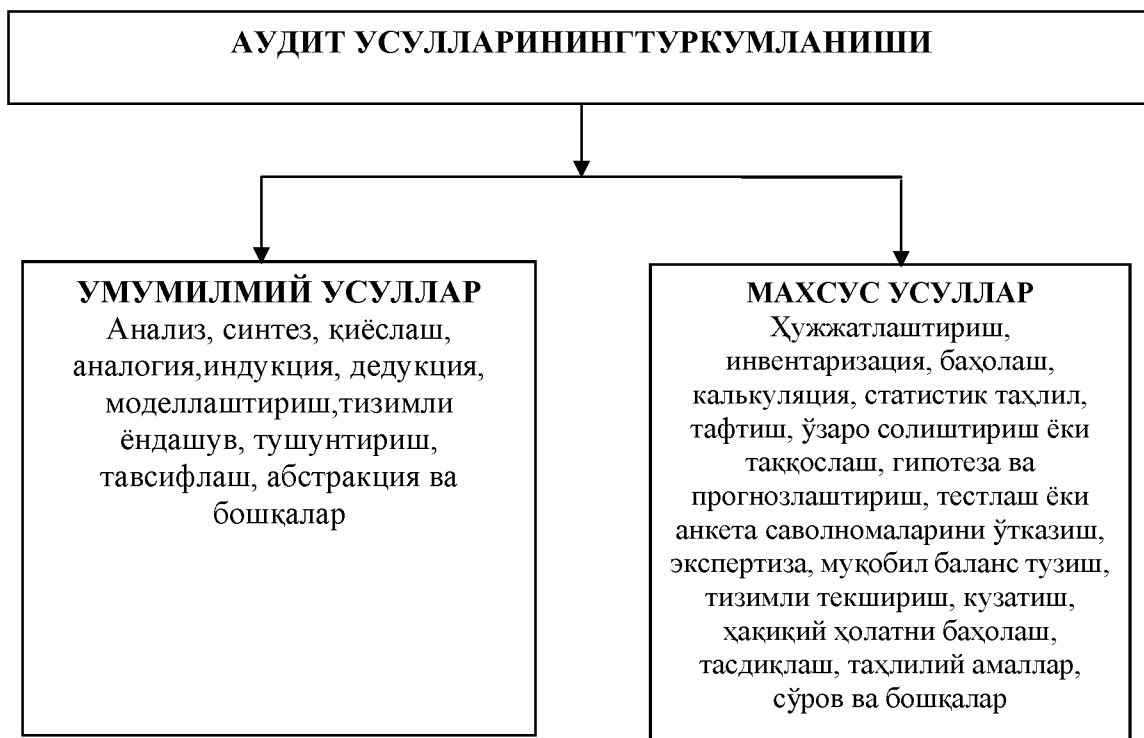 АУДИТ УСУЛЛАРИНИНГТУРКУМЛАНИШИ
УМУМИЛМИЙ УСУЛЛАР
Анализ, синтез, қиёслаш,
аналогия,индукция, дедукция,
моделлаштириш,тизимли
ёндашув, тушунтириш,
тавсифлаш, абстракция ва
бошқалар
МАХСУС УСУЛЛАР
Ҳужжатлаштириш,
инвентаризация, баҳолаш,
калькуляция, статистик таҳлил,
тафтиш, ўзаро солиштириш ёки
таққослаш, гипотеза ва
прогнозлаштириш, тестлаш ёки
анкета саволномаларини ўтказиш,
экспертиза, муқобил баланс тузиш,
тизимли текшириш, кузатиш,
ҳақиқий ҳолатни баҳолаш,
тасдиқлаш, таҳлилий амаллар,
сўров ва бошқалар